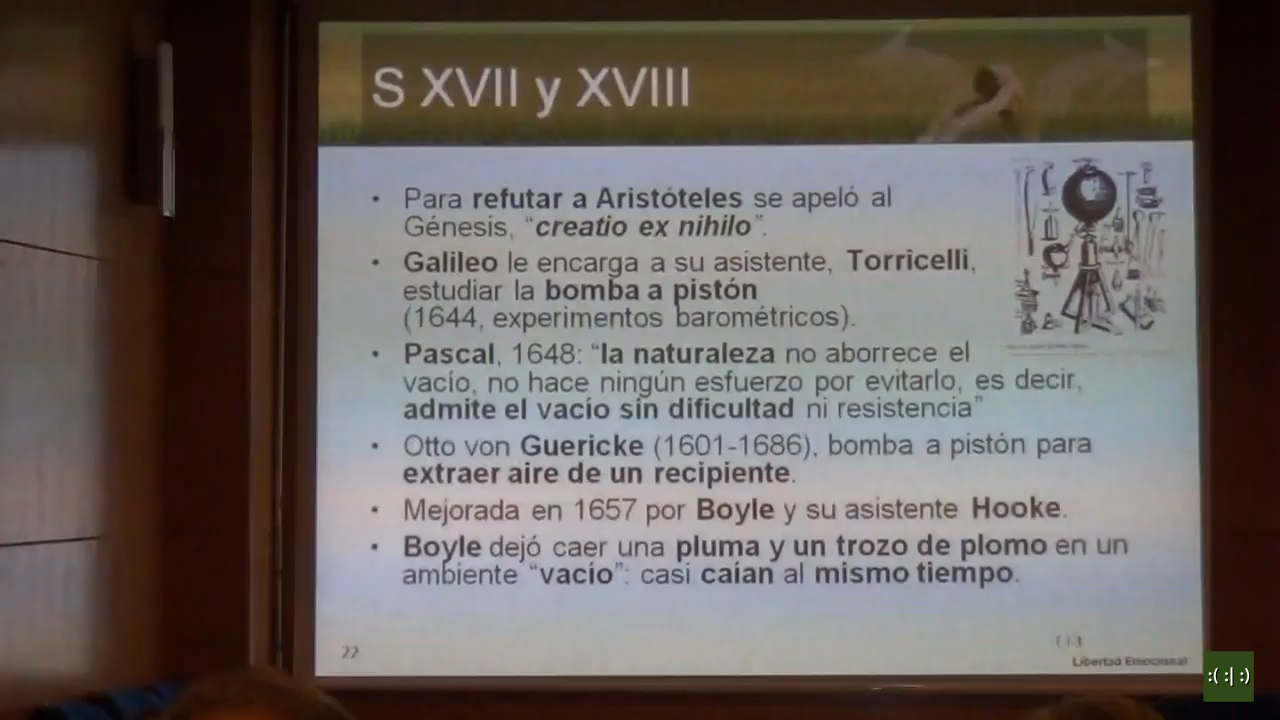 S XVII y XVIII
• Para refutar a Aristóteles se apeló al
Génesis, “creatio ex nihilo”.
• Galileo le encarga a su asistente, Torricelli,
estudiar la bomba a pistón
(1644, experimentos barométricos).
• Pascal, 1648: “la naturaleza no aborrece el
vacío, no hace ningún esfuerzo por evitarlo, es decir,
admite el vacío sin dificultad ni resistencia”
• Otto von Guericke (1601-1686), bomba a pistón para
extraer aire de un recipiente.
• Mejorada en 1657 por Boyle y su asistente Hooke.
• Boyle dejó caer una pluma y un trozo de plomo en un
ambiente “vacío”: casi caían al mismo tiempo.
22
Libertad Emocional
:( :| :)